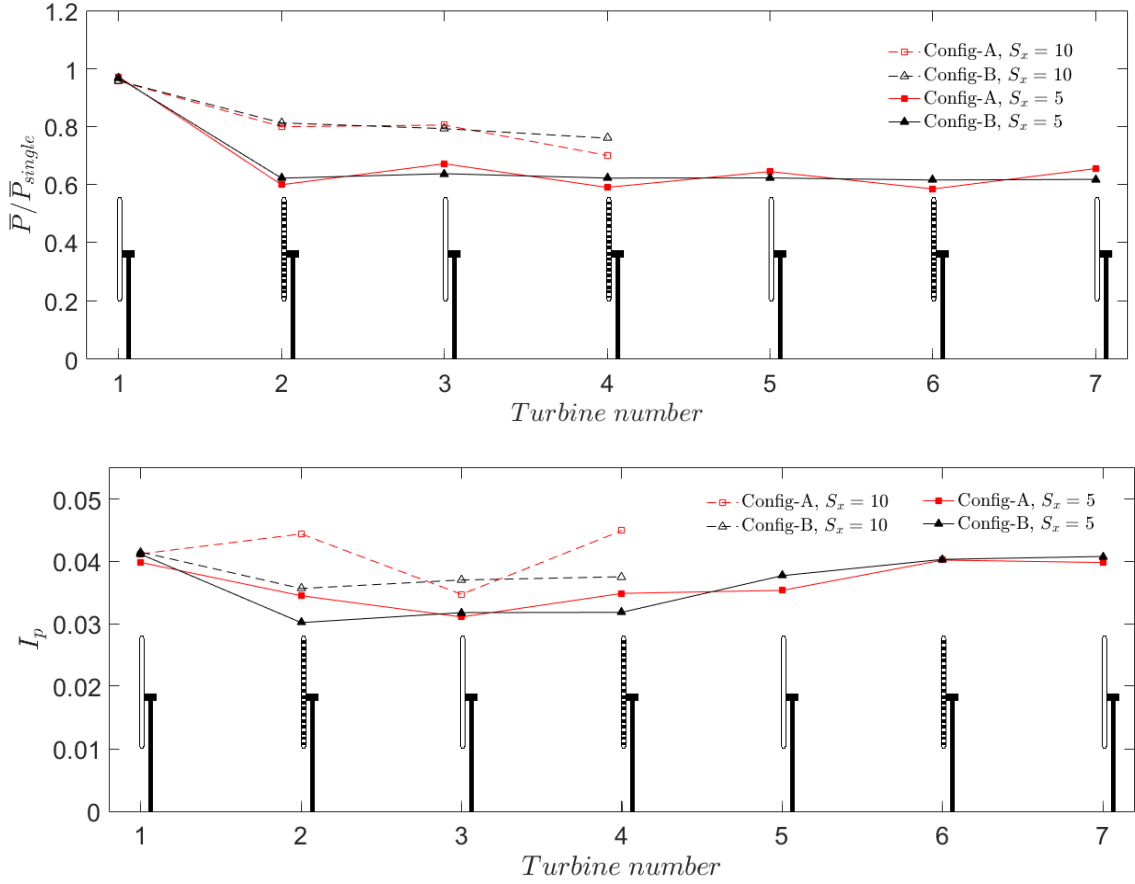 1.2
1
0.8
0.6
0.4
0.2
0
P̅/P̅single
Config-A, Sx = 10
Config-B, Sx = 10
Config-A, Sx = 5
Config-B, Sx = 5
1 2 3 4 5 6 7
Turbine number
0.05
0.04
0.03
0.02
0.01
0
Ip
Config-A, Sx = 10 Config-A, Sx = 5
Config-B, Sx = 10 Config-B, Sx = 5
1 2 3 4 5 6 7
Turbine number